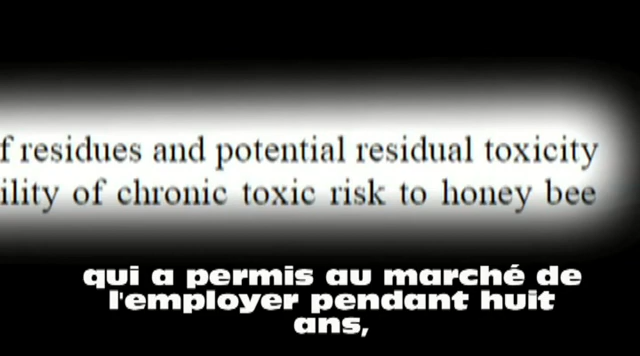 f residues and potential residual toxicity
ility of chronic toxic risk to honey bee
qui a permis au marché de
l'employer pendant huit
ans,